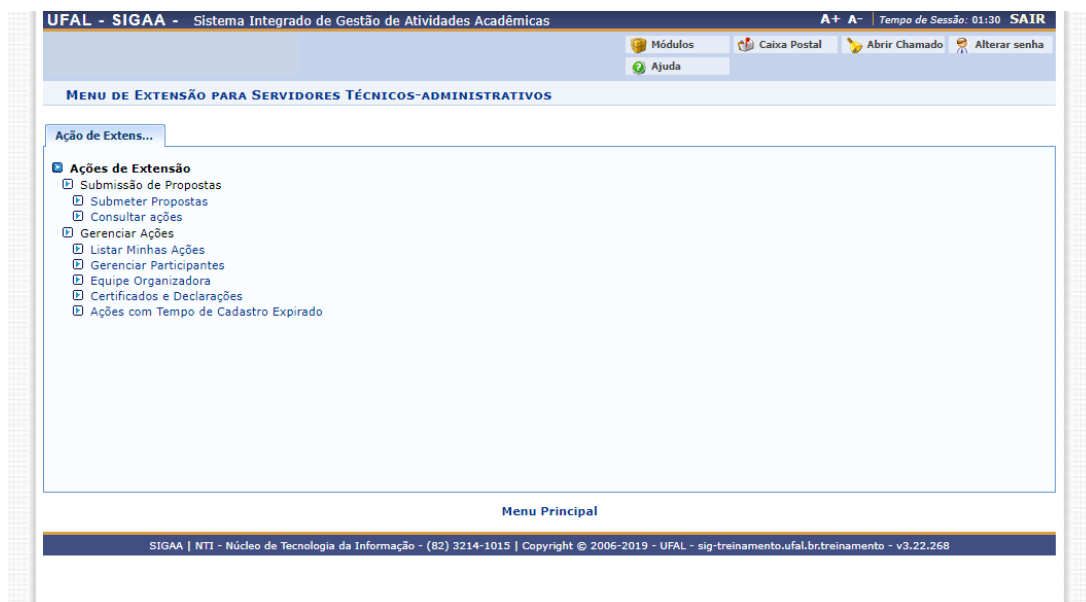 UFAL - SIGAA - Sistema Integrado de Gestão de Atividades Acadêmicas A+ A- | Tempo de Sessão: 01:30 SAIR
Módulos Caixa Postal Abrir Chamado Alterar senha
Ajuda
Menu de Extensão para Servidores Técnicos-administrativos
Ação de Extens...
Ações de Extensão
Submissão de Propostas
Submeter Propostas
Consultar ações
Gerenciar Ações
Listar Minhas Ações
Gerenciar Participantes
Equipe Organizadora
Certificados e Declarações
Ações com Tempo de Cadastro Expirado
Menu Principal
SIGAA | NTI - Núcleo de Tecnologia da Informação - (82) 3214-1015 | Copyright © 2006-2019 - UFAL - sig-treinamento.ufal.br.treinamento - v3.22.268